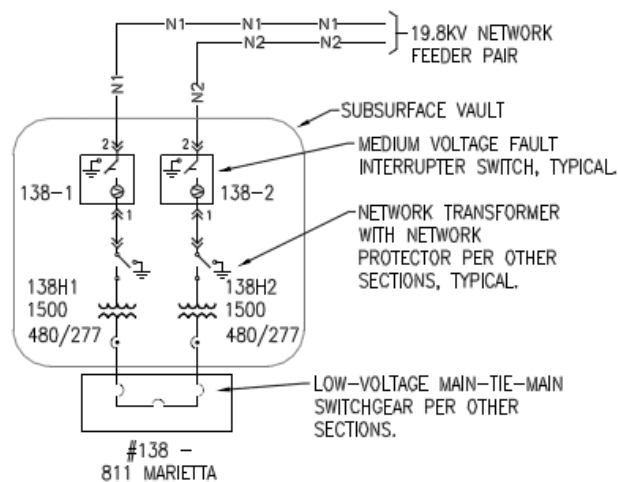 N1
N1
N2
N2
19.8KV NETWORK
FEEDER PAIR
N1
N2
SUBSURFACE VAULT
2
2
MEDIUM VOLTAGE FAULT
INTERRUPTER SWITCH, TYPICAL.
138-1
138-2
1
1
NETWORK TRANSFORMER
WITH NETWORK
PROTECTOR PER OTHER
SECTIONS, TYPICAL.
138H1
1500
480/277
138H2
1500
480/277
LOW-VOLTAGE MAIN-TIE-MAIN
SWITCHGEAR PER OTHER
SECTIONS.
#138 -
811 MARIETTA